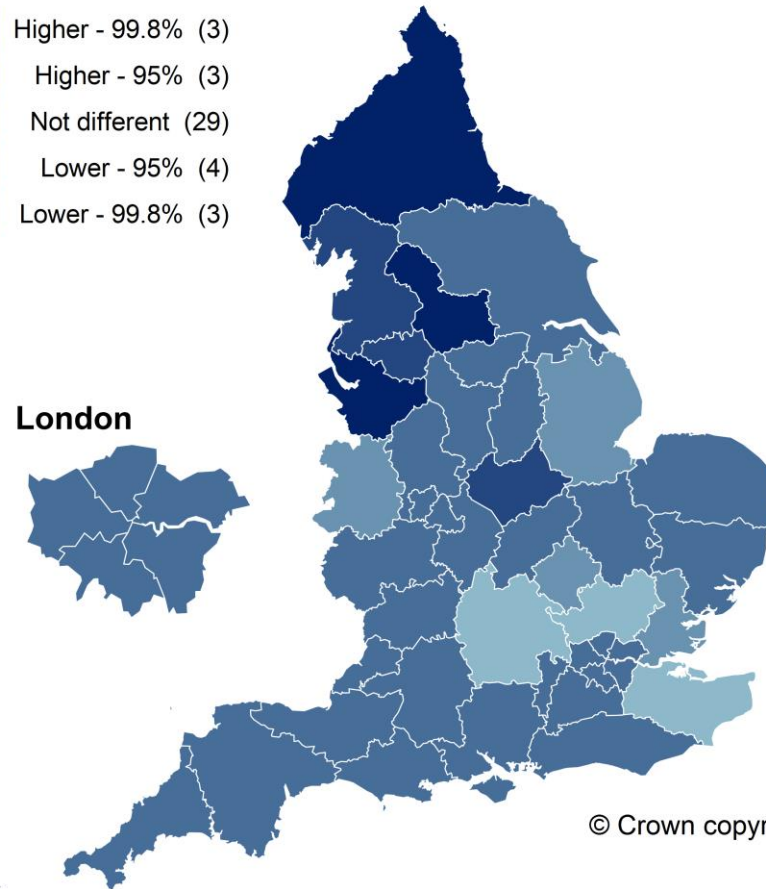 Higher - 99.8% (3)
Higher - 95% (3)
Not different (29)
Lower - 95% (4)
Lower - 99.8% (3)
London
© Crown copyr